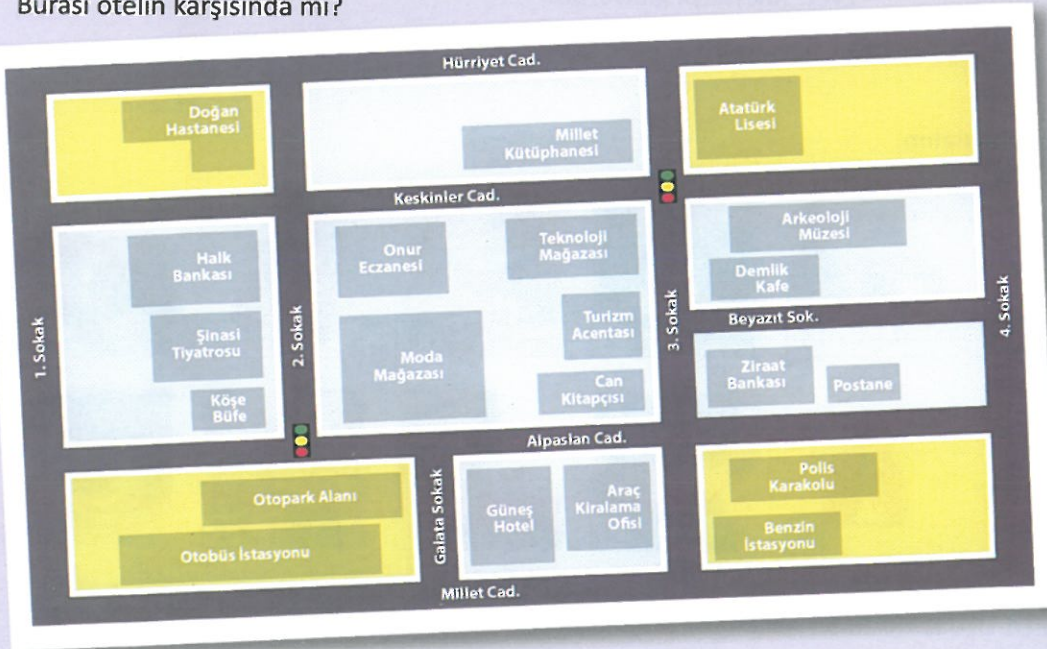 Burası otelin karşısında mı?
Hürriyet Cad.
Doğan
Hastanesi
Millet
Kütüphanesi
Atatürk
Lisesi
Keskinler Cad.
Halk
Bankası
Onur
Eczanesi
Teknoloji
Mağazası
Arkeoloji
Müzesi
Demlik
Kafe
1. Sokak
Şinasi
Tiyatrosu
2. Sokak
Moda
Mağazası
Turizm
Acentası
3. Sokak
Beyazıt Sok.
4. Sokak
Köşe
Büfe
Can
Kitapçısı
Ziraat
Bankası
Postane
Alpaslan Cad.
Otopark Alanı
Otobüs İstasyonu
Galata Sokak
Güneş
Hotel
Araç
Kiralama
Ofisi
Polis
Karakolu
Benzin
İstasyonu
Millet Cad.